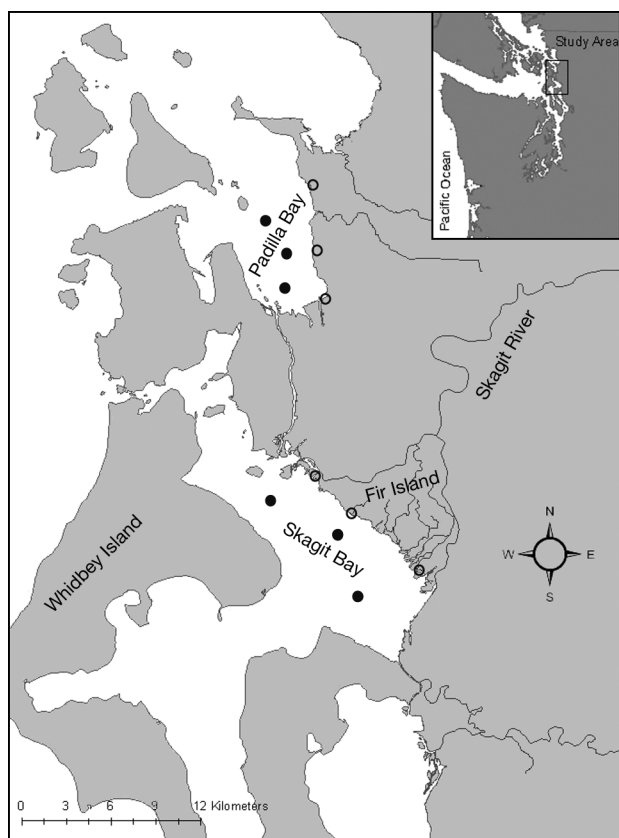 Study Area
Pacific Ocean
Padilla Bay
Skagit River
Fir Island
Skagit Bay
Whidbey Island
N
W E
S
0 3 6 9 12 Kilometers